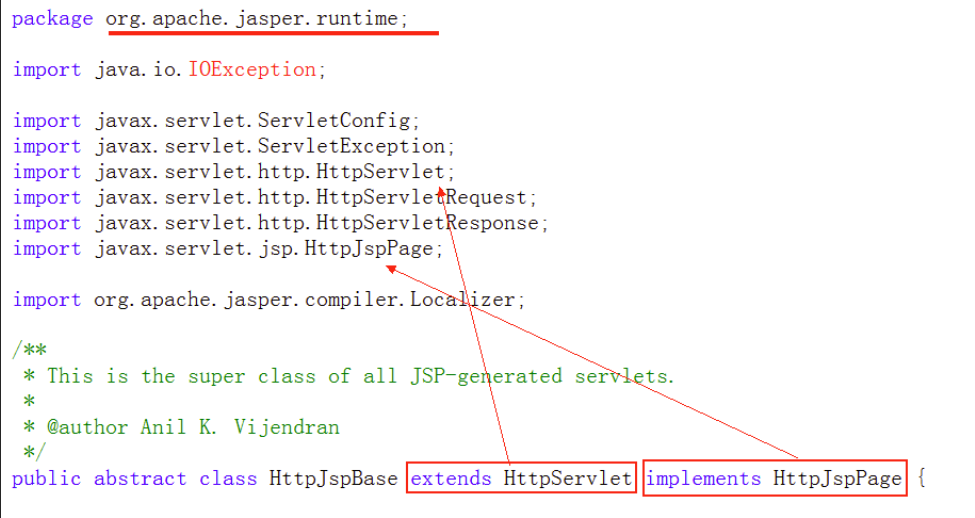 package org.apache.jasper.runtime;
import java.io.IOException;
import javax.servlet.ServletConfig;
import javax.servlet.ServletException;
import javax.servlet.http.HttpServlet;
import javax.servlet.http.HttpServletRequest;
import javax.servlet.http.HttpServletResponse;
import javax.servlet.jsp.HttpJspPage;
import org.apache.jasper.compiler.Localizer;
/**
 * This is the super class of all JSP-generated servlets.
 *
 * @author Anil K. Vijendran
 */
public abstract class HttpJspBase extends HttpServlet implements HttpJspPage {